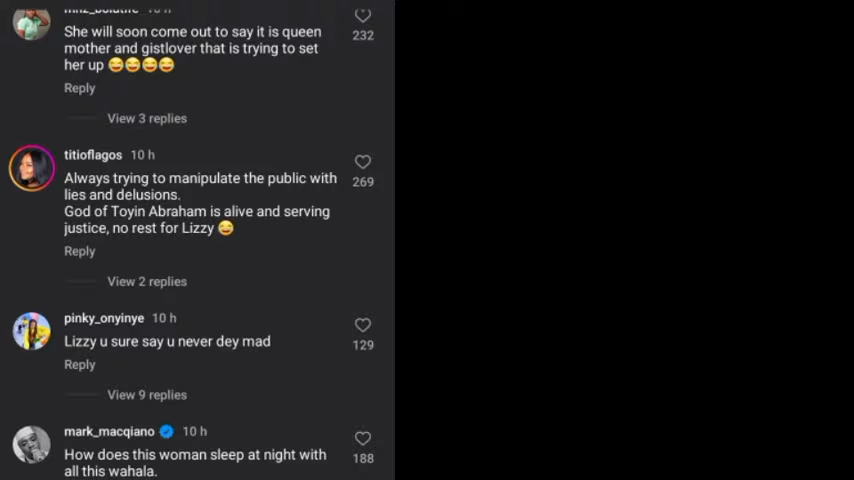 She will soon come out to say it is queen
232
mother and gistlover that is trying to set
her up 😂😂😂😂
Reply
View 3 replies
titioflagos 10 h
Always trying to manipulate the public with
269
lies and delusions.
God of Toyin Abraham is alive and serving
justice, no rest for Lizzy 😂
Reply
View 2 replies
pinky_onyinye 10 h
Lizzy u sure say u never dey mad
129
Reply
View 9 replies
mark_macqiano 10 h
How does this woman sleep at night with
188
all this wahala.